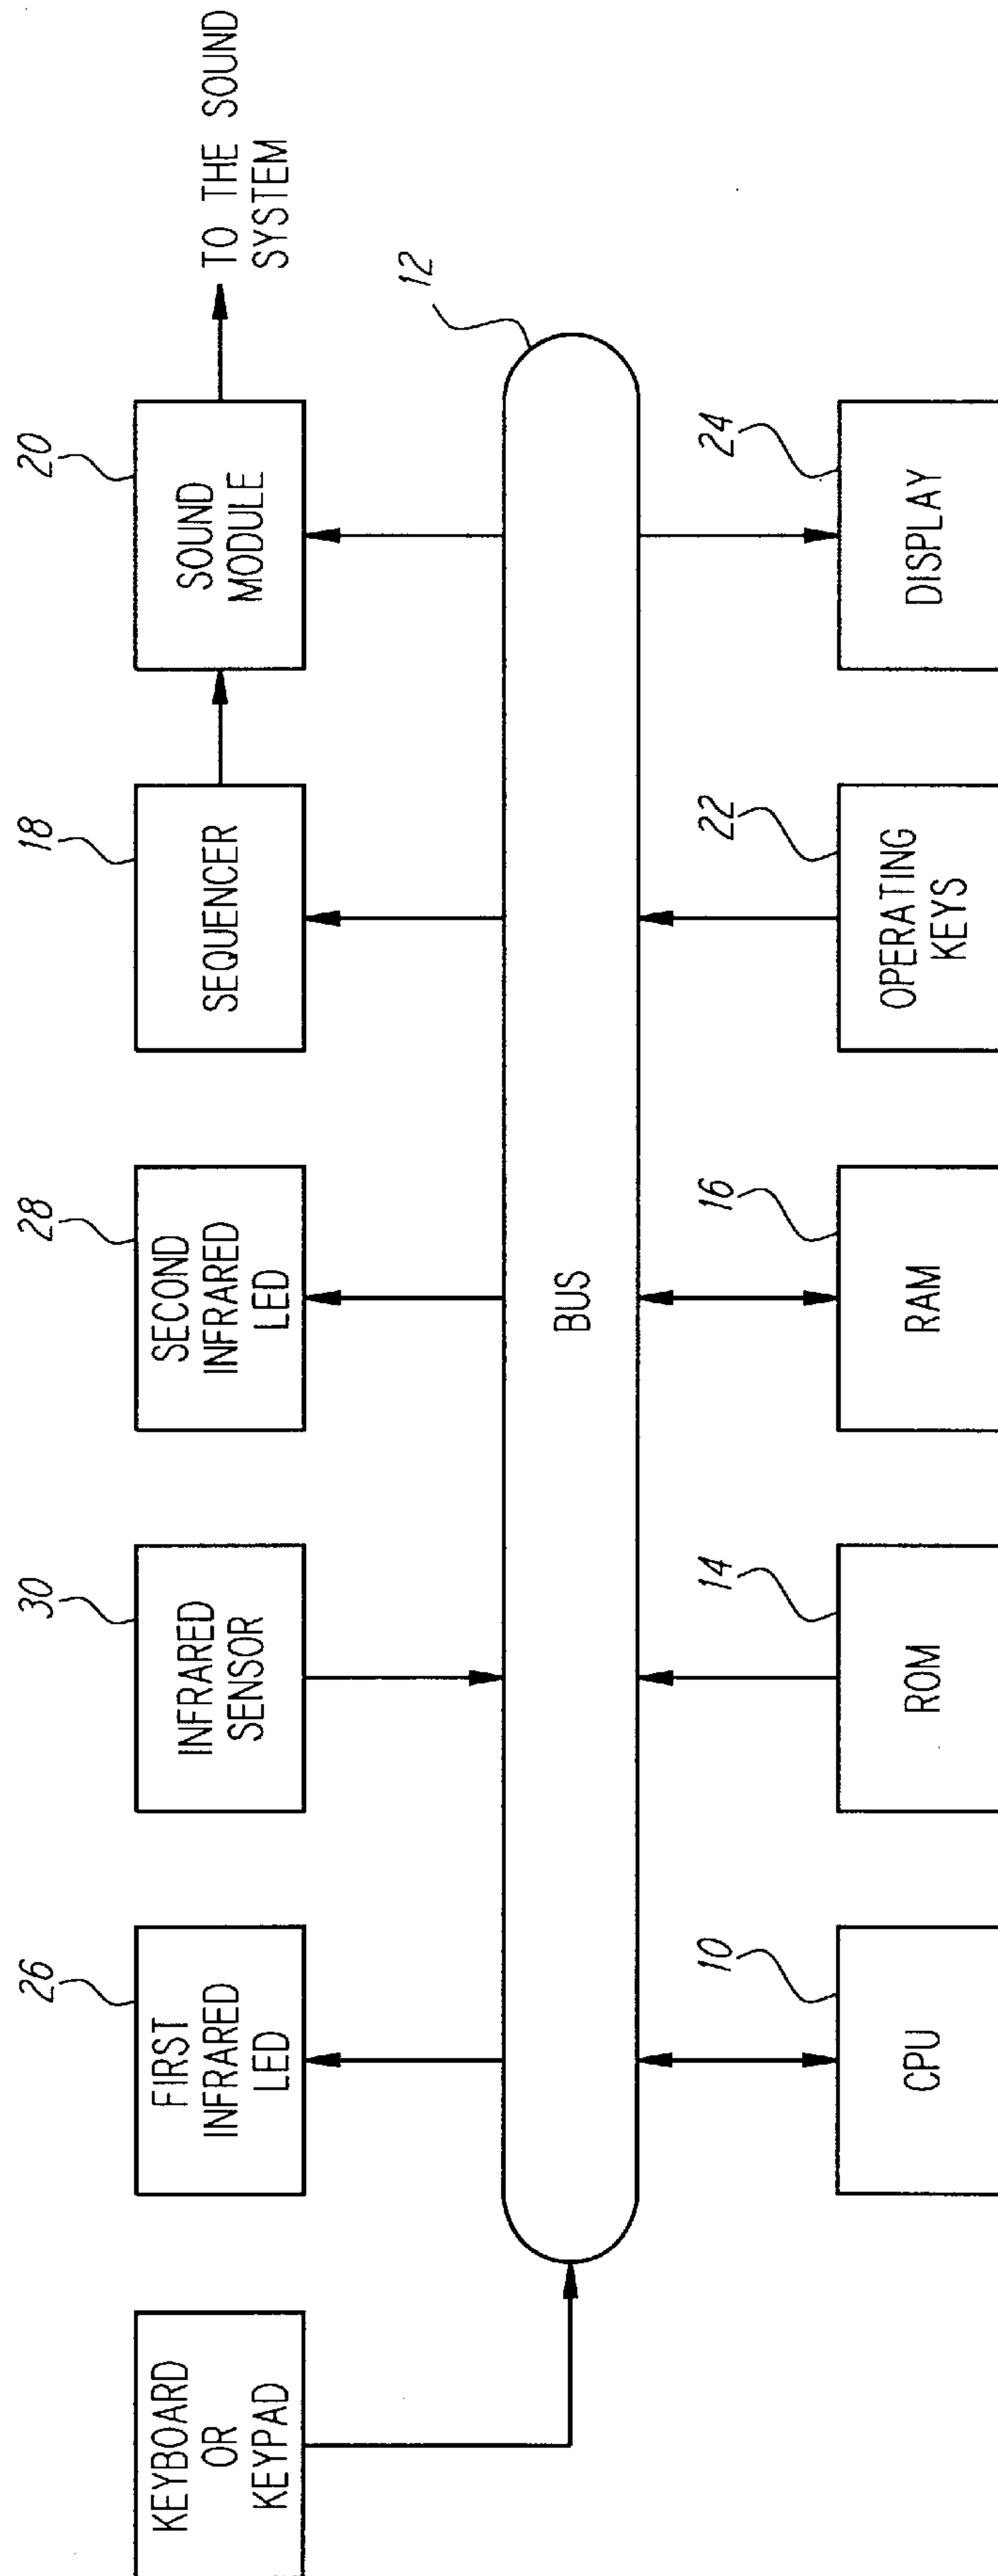 26
30
28
18
20
KEYBOARD
OR
KEYPAD
FIRST
INFRARED
LED
INFRARED
SENSOR
SECOND
INFRARED
LED
SEQUENCER
SOUND
MODULE
TO THE SOUND
SYSTEM
12
BUS
10
14
16
22
24
CPU
ROM
RAM
OPERATING
KEYS
DISPLAY